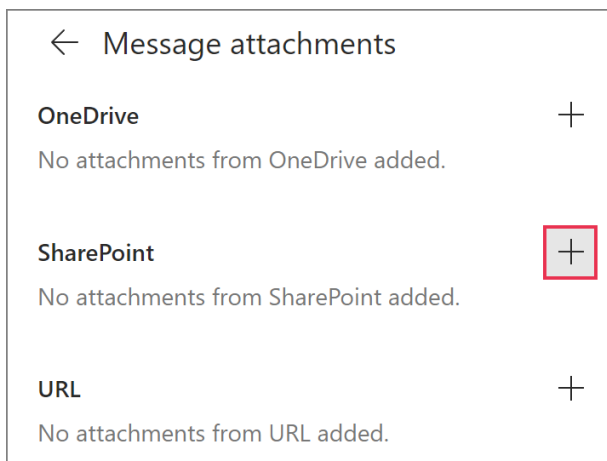 Message attachments
OneDrive
No attachments from OneDrive added.
SharePoint
No attachments from SharePoint added.
URL
No attachments from URL added.